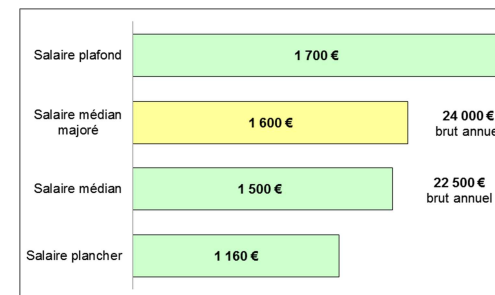 Salaire plafond
1 700 €
Salaire médian
majoré
1 600 €
24 000 €
brut annue
Salaire médian
1 500 €
22 500 €
brut annuel
Salaire plancher
1 160 €